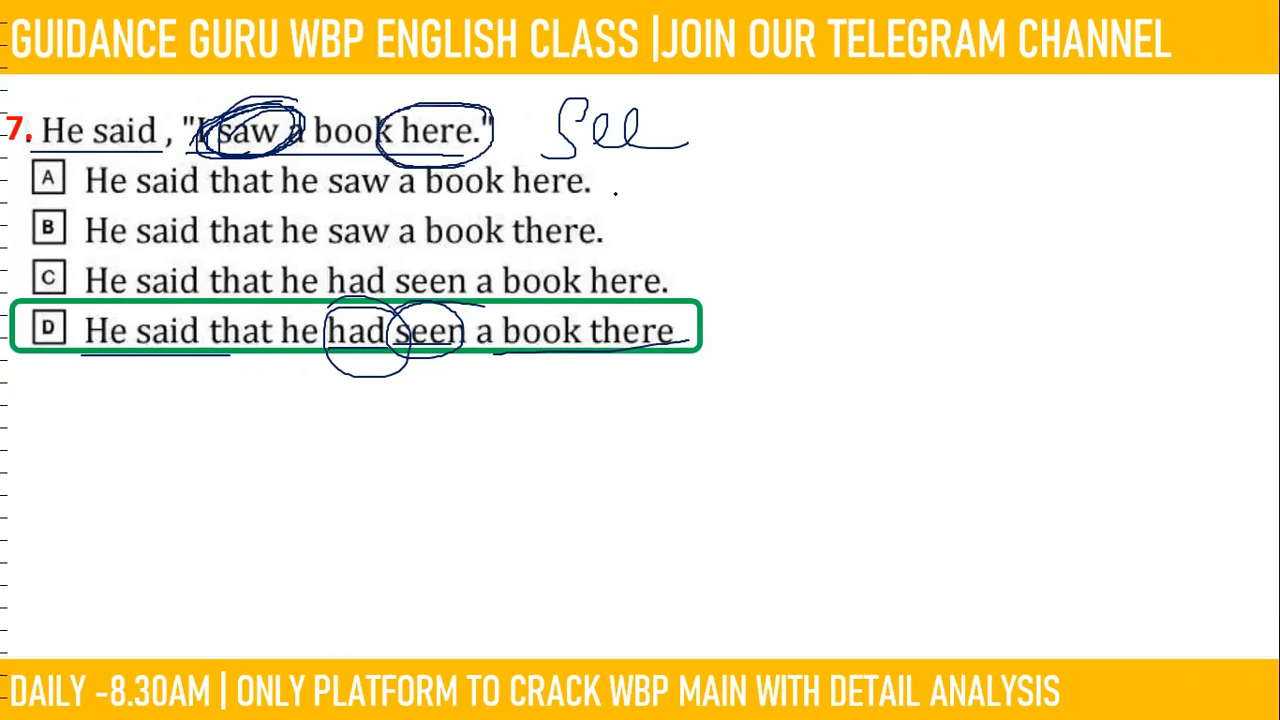 GUIDANCE GURU WBP ENGLISH CLASS |JOIN OUR TELEGRAM CHANNEL
7. He said , "I saw a book here." See
A He said that he saw a book here.
B He said that he saw a book there.
C He said that he had seen a book here.
D He said that he had seen a book there
DAILY -8.30AM | ONLY PLATFORM TO CRACK WBP MAIN WITH DETAIL ANALYSIS